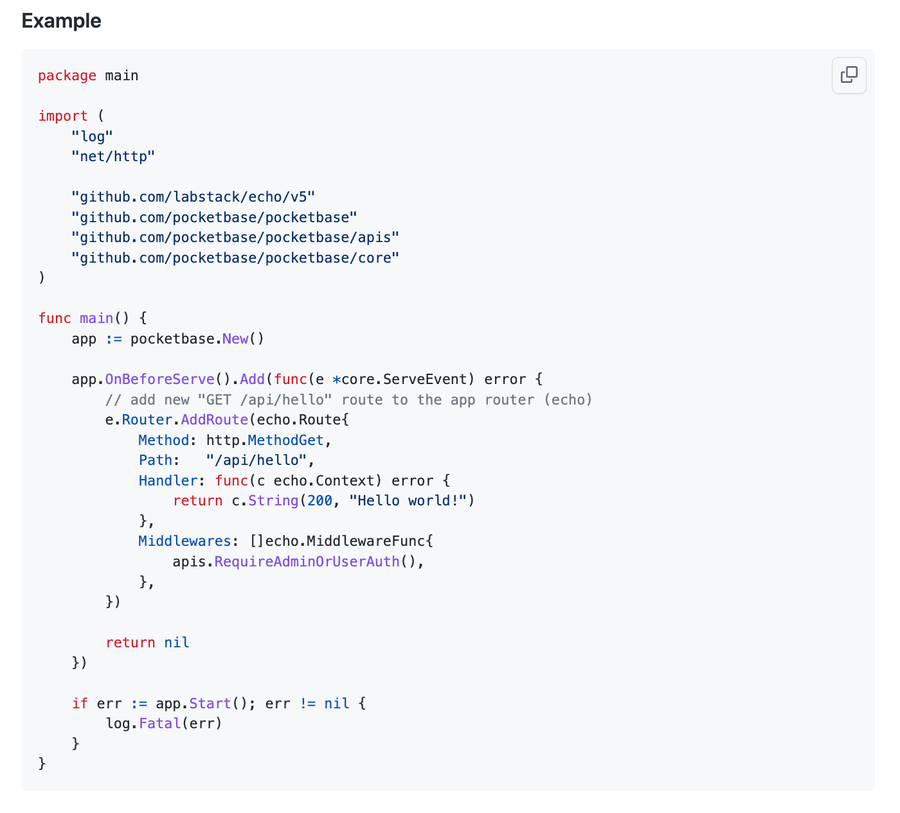 Example
package main
import (
    "log"
    "net/http"
    "github.com/labstack/echo/v5"
    "github.com/pocketbase/pocketbase"
    "github.com/pocketbase/pocketbase/apis"
    "github.com/pocketbase/pocketbase/core"
)
func main() {
    app := pocketbase.New()
    app.OnBeforeServe().Add(func(e *core.ServeEvent) error {
        // add new "GET /api/hello" route to the app router (echo)
        e.Router.AddRoute(echo.Route{
            Method: http.MethodGet,
            Path:   "/api/hello",
            Handler: func(c echo.Context) error {
                return c.String(200, "Hello world!")
            },
            Middlewares: []echo.MiddlewareFunc{
                apis.RequireAdminOrUserAuth(),
            },
        })
        return nil
    })
    if err := app.Start(); err != nil {
        log.Fatal(err)
    }
}